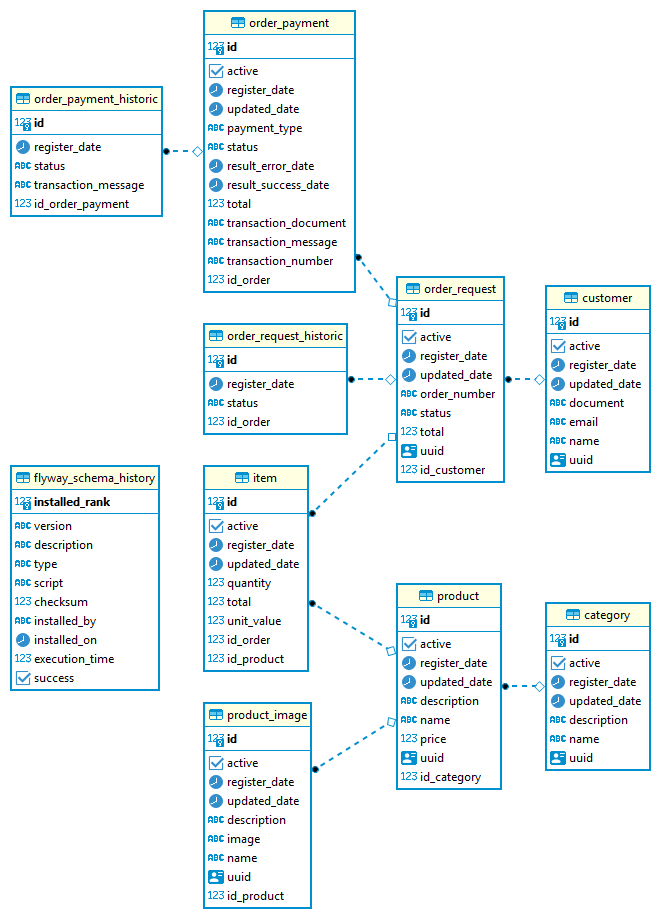 order_payment
123 id
active
register_date
updated_date
ABC payment_type
ABC status
result_error_date
result_success_date
123 total
ABC transaction_document
ABC transaction_message
ABC transaction_number
123 id_order
order_payment_historic
123 id
register_date
ABC status
ABC transaction_message
123 id_order_payment
order_request
123 id
active
register_date
updated_date
ABC order_number
ABC status
123 total
uuid
123 id_customer
customer
123 id
active
register_date
updated_date
ABC document
ABC email
ABC name
uuid
order_request_historic
123 id
register_date
ABC status
123 id_order
flyway_schema_history
123 installed_rank
ABC version
ABC description
ABC type
ABC script
123 checksum
ABC installed_by
installed_on
123 execution_time
success
item
123 id
active
register_date
updated_date
123 quantity
123 total
123 unit_value
123 id_order
123 id_product
product
123 id
active
register_date
updated_date
ABC description
ABC name
123 price
uuid
123 id_category
category
123 id
active
register_date
updated_date
ABC description
ABC name
uuid
product_image
123 id
active
register_date
updated_date
ABC description
ABC image
ABC name
uuid
123 id_product